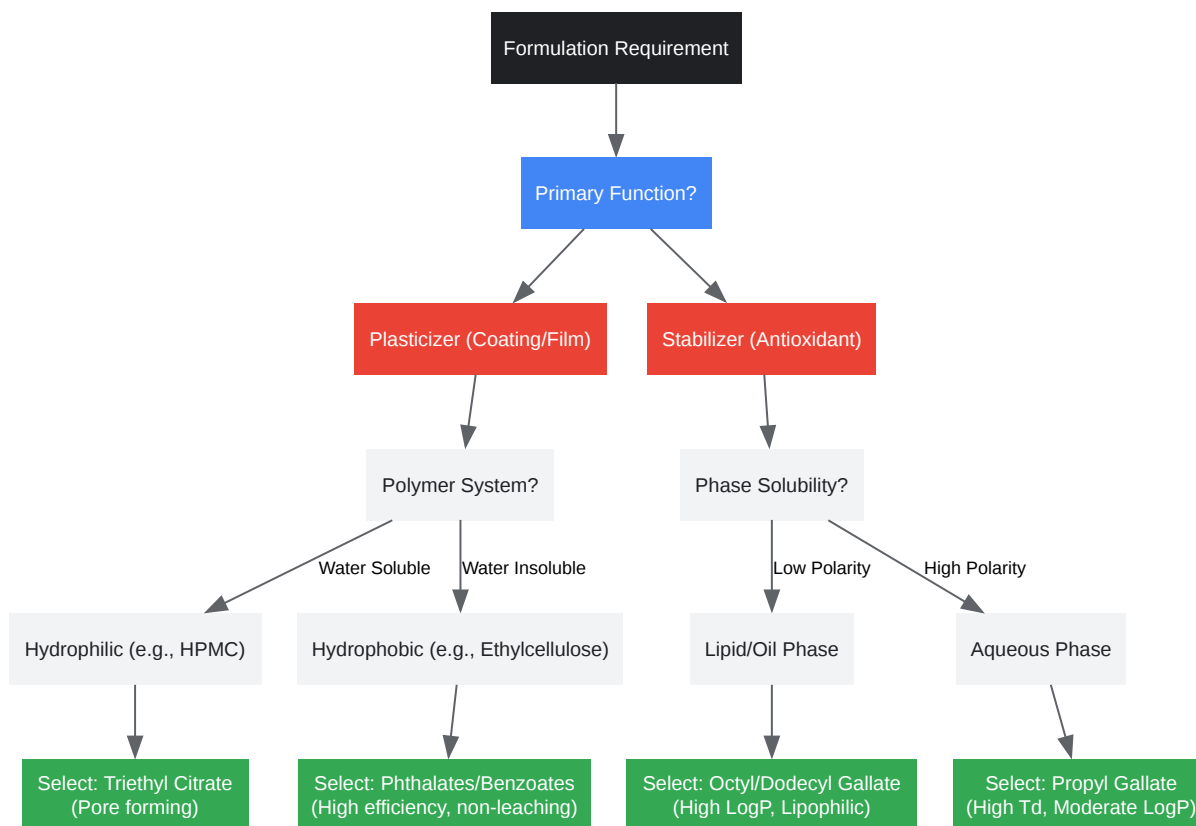 Formulation Requirement
Primary Function?
Plasticizer (Coating/Film)
Stabilizer (Antioxidant)
Polymer System?
Phase Solubility?
Water Soluble
Water Insoluble
Low Polarity
High Polarity
Hydrophilic (e.g., HPMC)
Hydrophobic (e.g., Ethylcellulose)
Lipid/Oil Phase
Aqueous Phase
Select: Triethyl Citrate
(Pore forming)
Select: Phthalates/Benzoates
(High efficiency, non-leaching)
Select: Octyl/Dodecyl Gallate
(High LogP, Lipophilic)
Select: Propyl Gallate
(High Td, Moderate LogP)